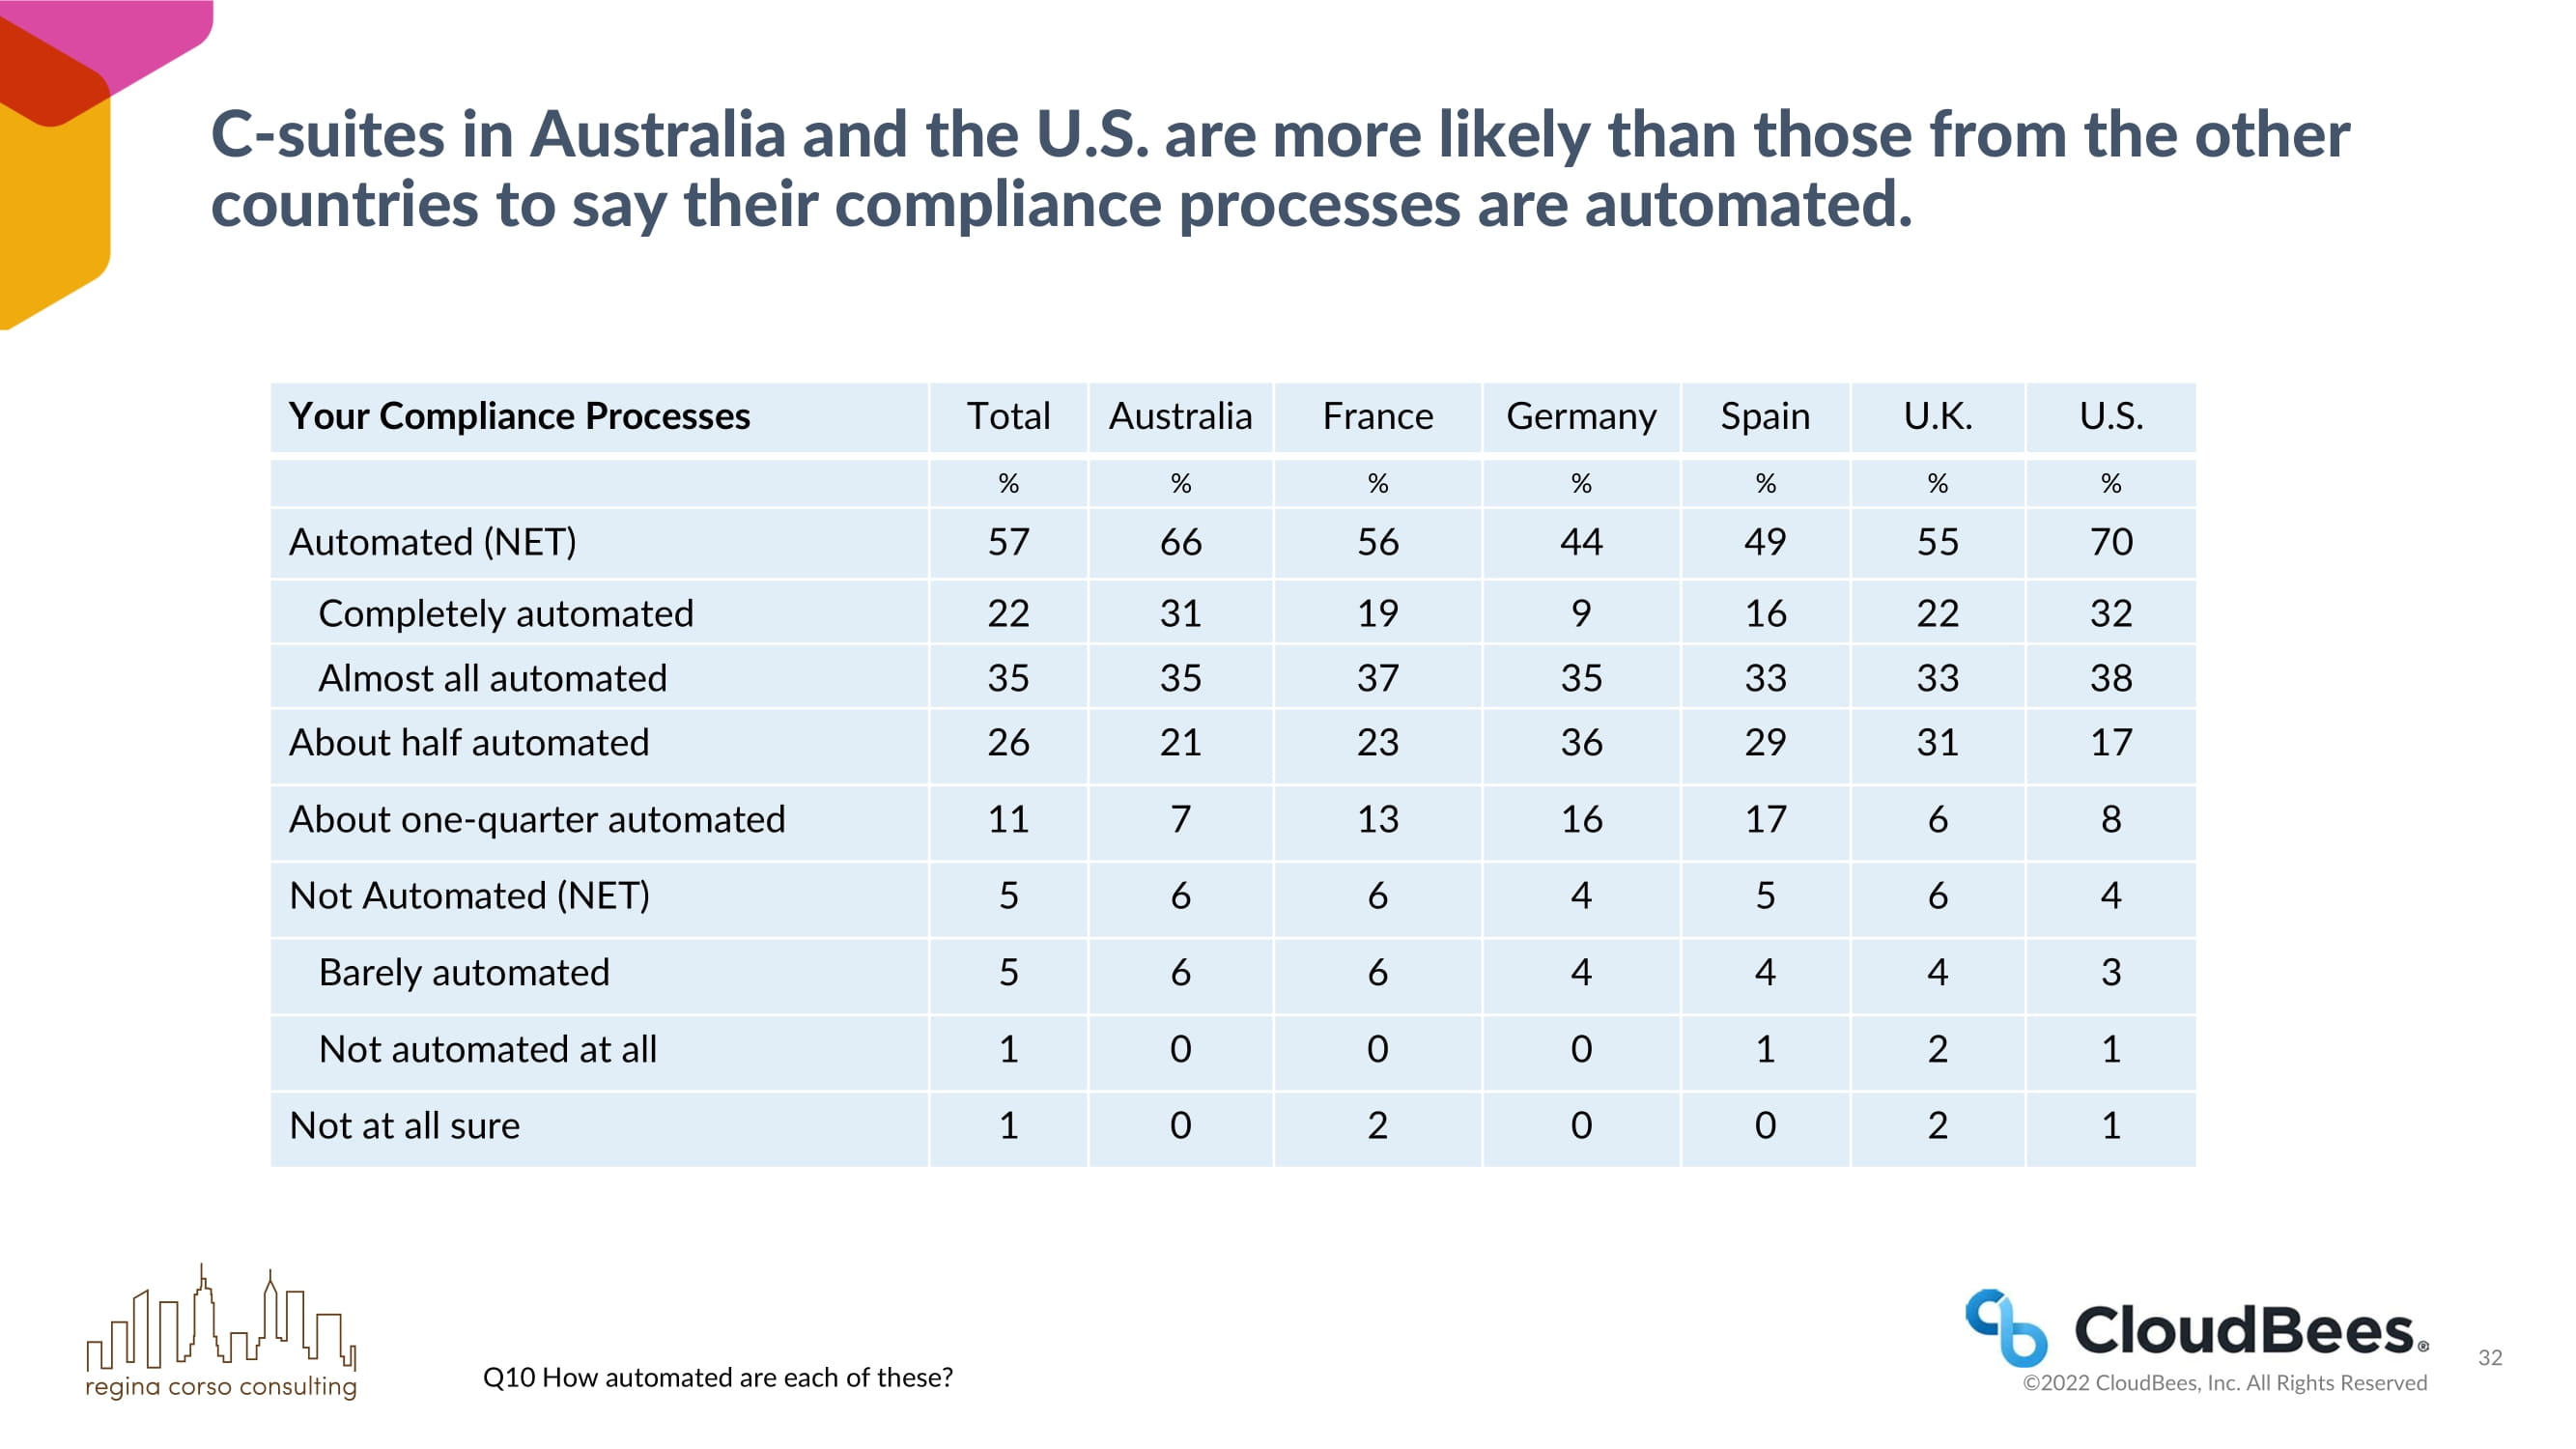 C-suites in Australia and the U.S. are more likely than those from the other
countries to say their compliance processes are automated.
Your Compliance Processes Total Australia France Germany Spain U.K. U.S.
% % % % % % %
Automated (NET) 57 66 56 44 49 55 70
Completely automated 22 31 19 9 16 22 32
Almost all automated 35 35 37 35 33 33 38
About half automated 26 21 23 36 29 31 17
About one-quarter automated 11 7 13 16 17 6 8
Not Automated (NET) 5 6 6 4 5 6 4
Barely automated 5 6 6 4 4 4 3
Not automated at all 1 0 0 0 1 2 1
Not at all sure 1 0 2 0 0 2 1
regina corso consulting
Q10 How automated are each of these?
CloudBees®
©2022 CloudBees, Inc. All Rights Reserved
32